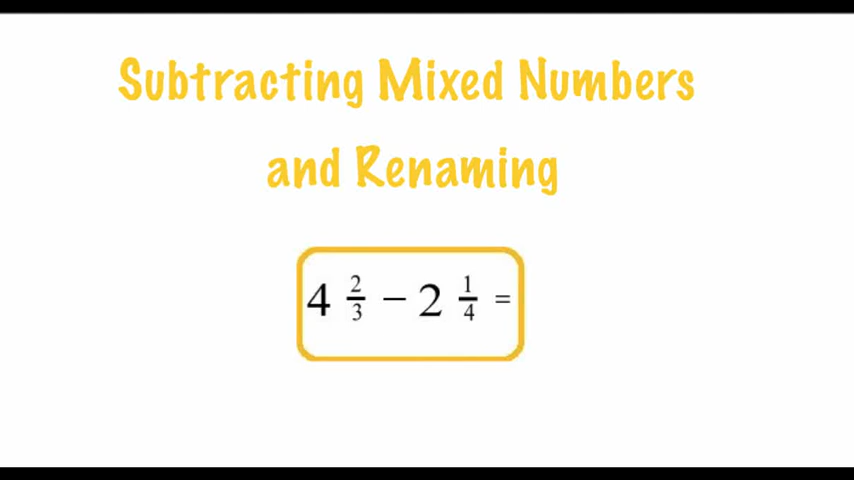 Subtracting Mixed Numbers
and Renaming
4 2/3 − 2 1/4 =